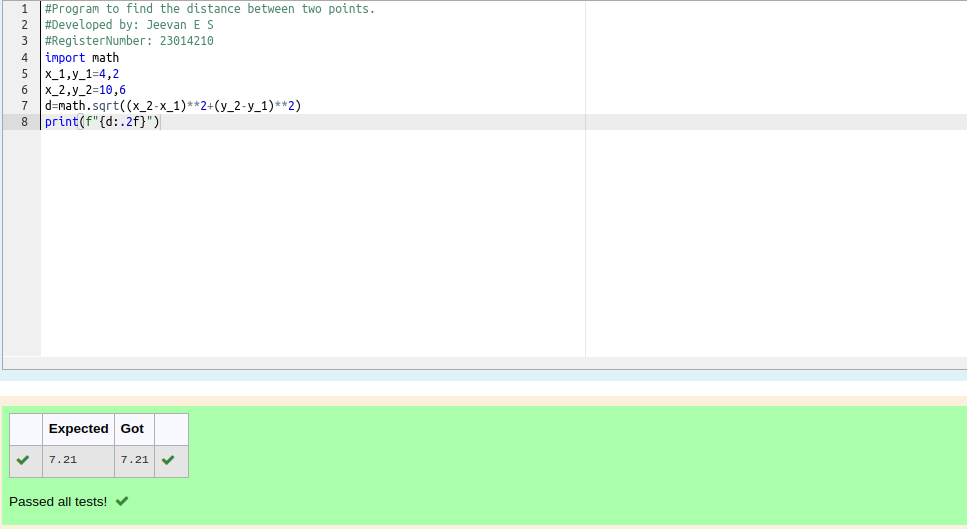 1 #Program to find the distance between two points.
2 #Developed by: Jeevan E S
3 #RegisterNumber: 23014210
4 import math
5 x_1,y_1=4,2
6 x_2,y_2=10,6
7 d=math.sqrt((x_2-x_1)**2+(y_2-y_1)**2)
8 print(f"{d:.2f}")
Expected Got
7.21 7.21
Passed all tests!